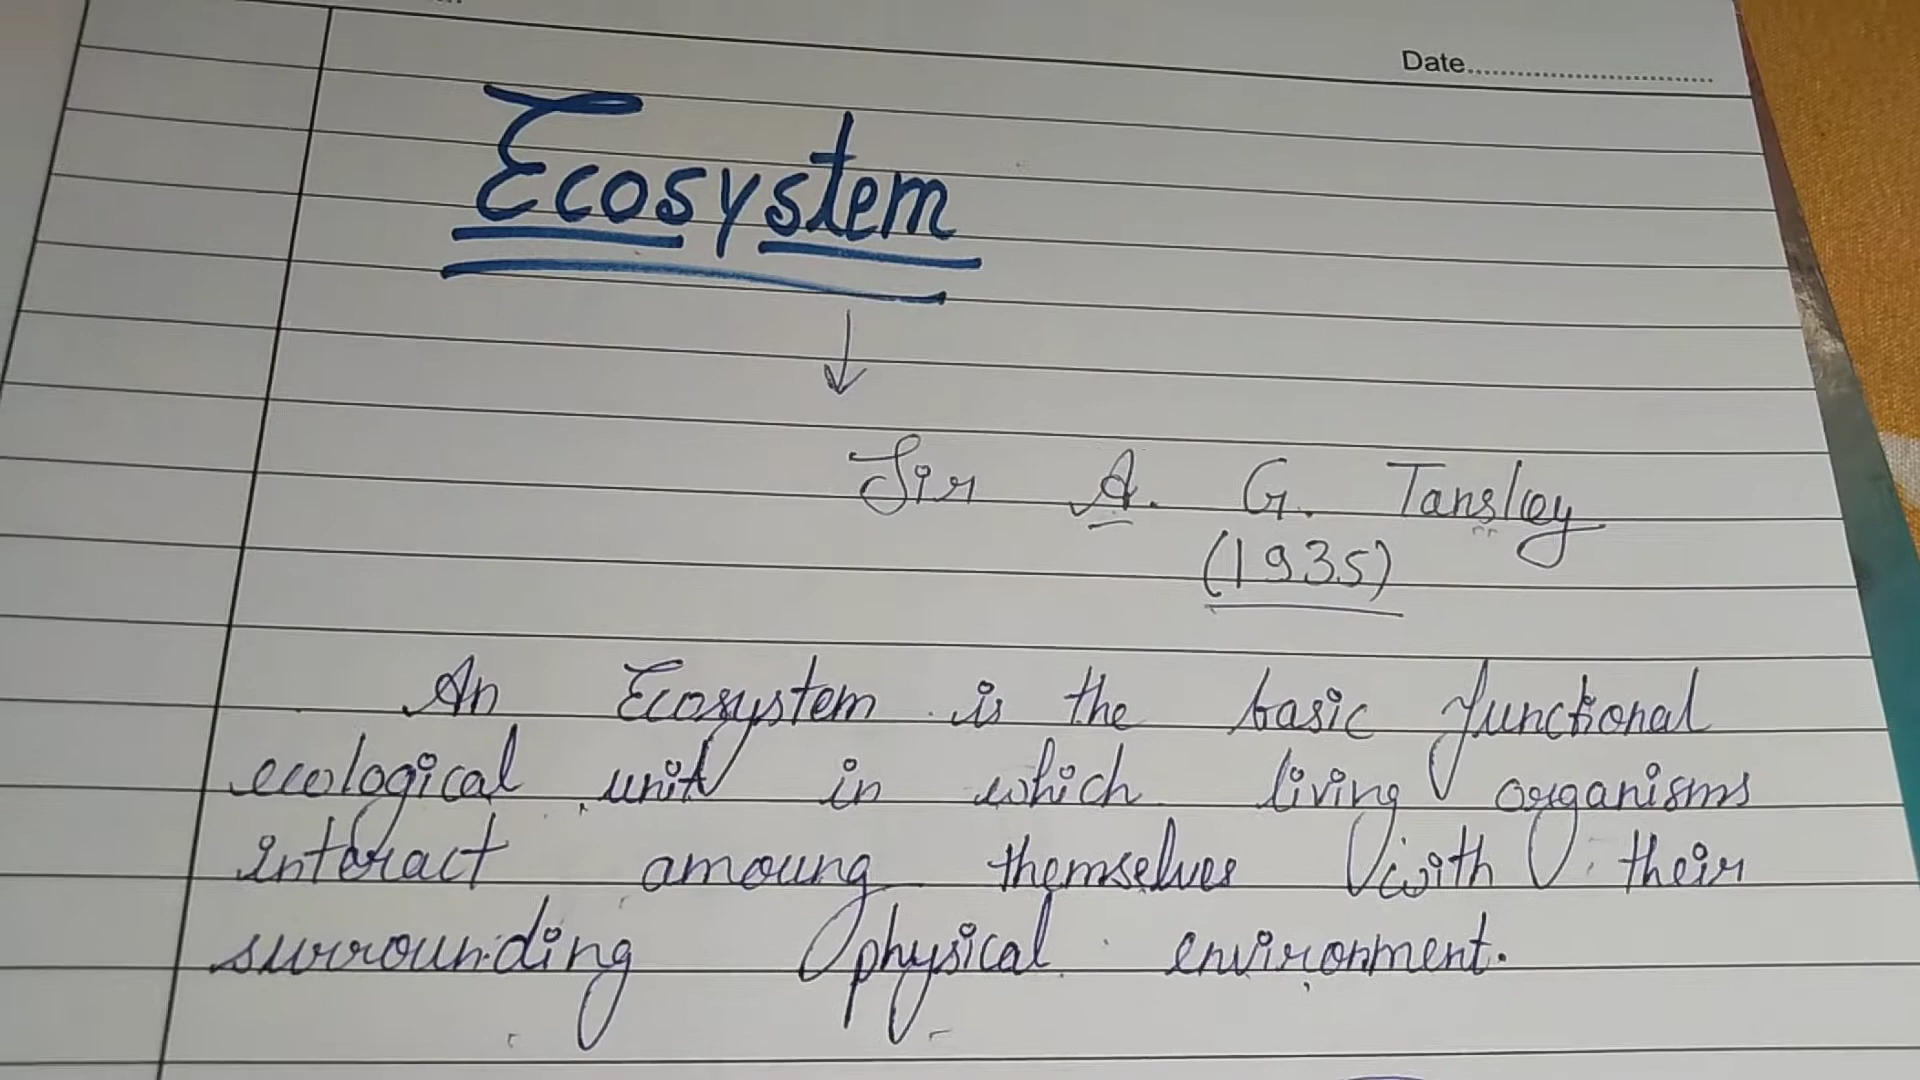 Date
Ecosystem
Sir A. G. Tansley
(1935)
An Ecosystem is the basic functional
ecological unit in which living organisms
interact amoung themselves with their
surrounding physical environment.